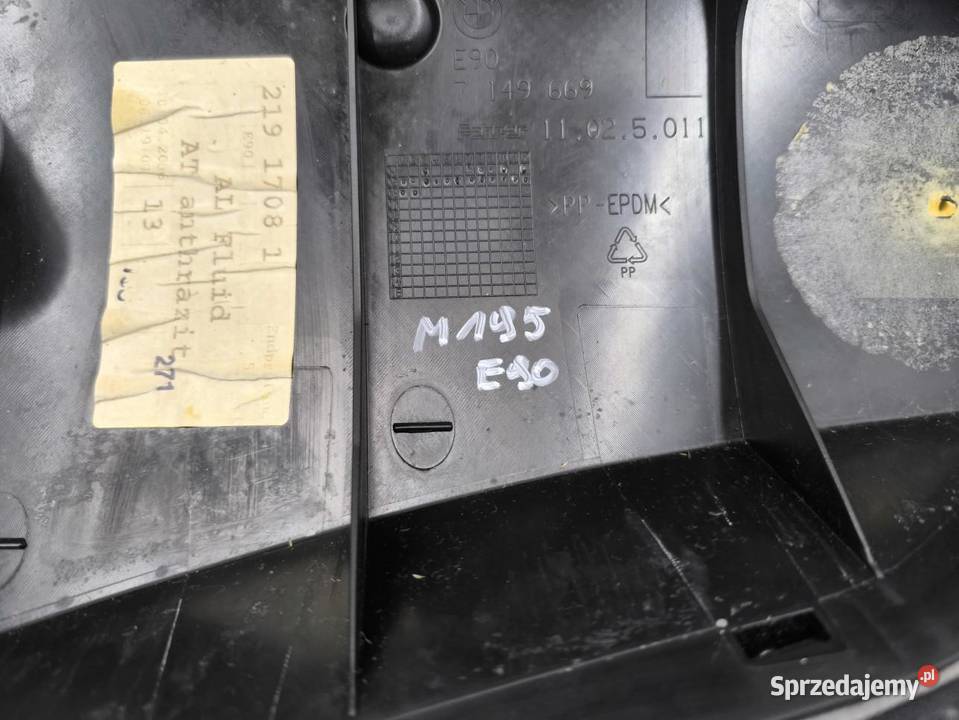 219 1708 1
E90
AL Fluid
AT anthrazit
13
271
E90
7 149 669
11.02.5.011
>PP-EPDM<
PP
M195
E90
Sprzedajemy.pl